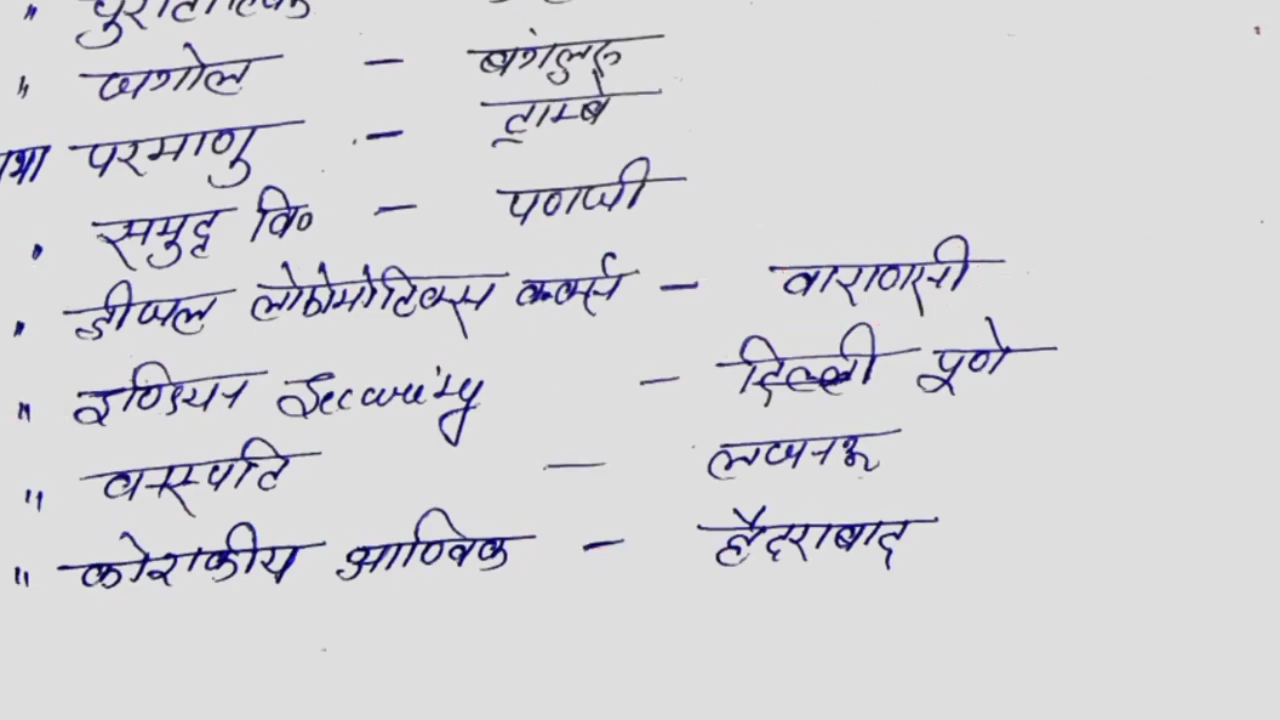 " 
" खगोल - बंगलुरु
परमाणु - ट्राम्बे
समुद्र वि० - पणजी
डीजल लोकोमोटिव्स वर्क्स - वाराणसी
" इण्डियन Security - दिल्ली पूणे
" वनस्पति - लखनऊ
" कोशकीय आण्विक - हैदराबाद